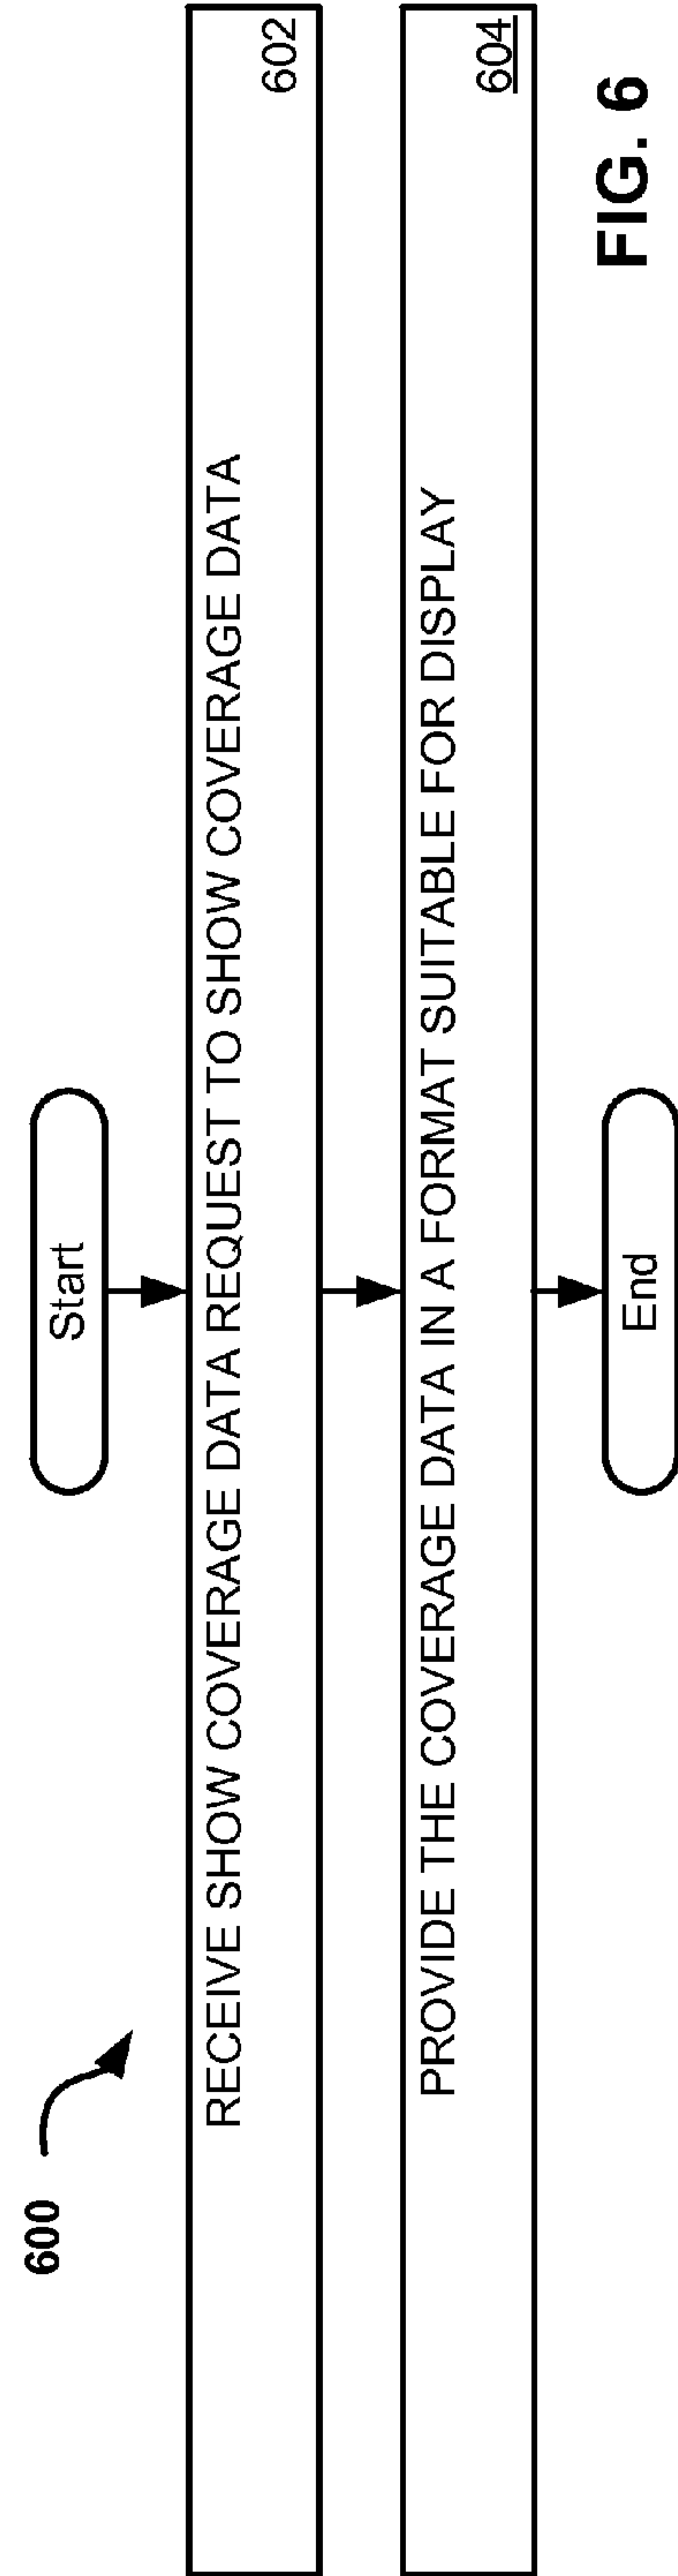 600
Start
RECEIVE SHOW COVERAGE DATA REQUEST TO SHOW COVERAGE DATA
602
PROVIDE THE COVERAGE DATA IN A FORMAT SUITABLE FOR DISPLAY
604
End
FIG. 6